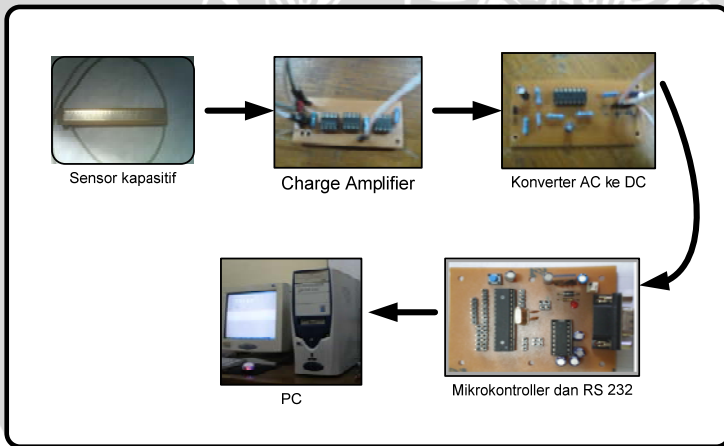 Sensor kapasitif
Charge Amplifier
Konverter AC ke DC
Mikrokontroller dan RS 232
PC